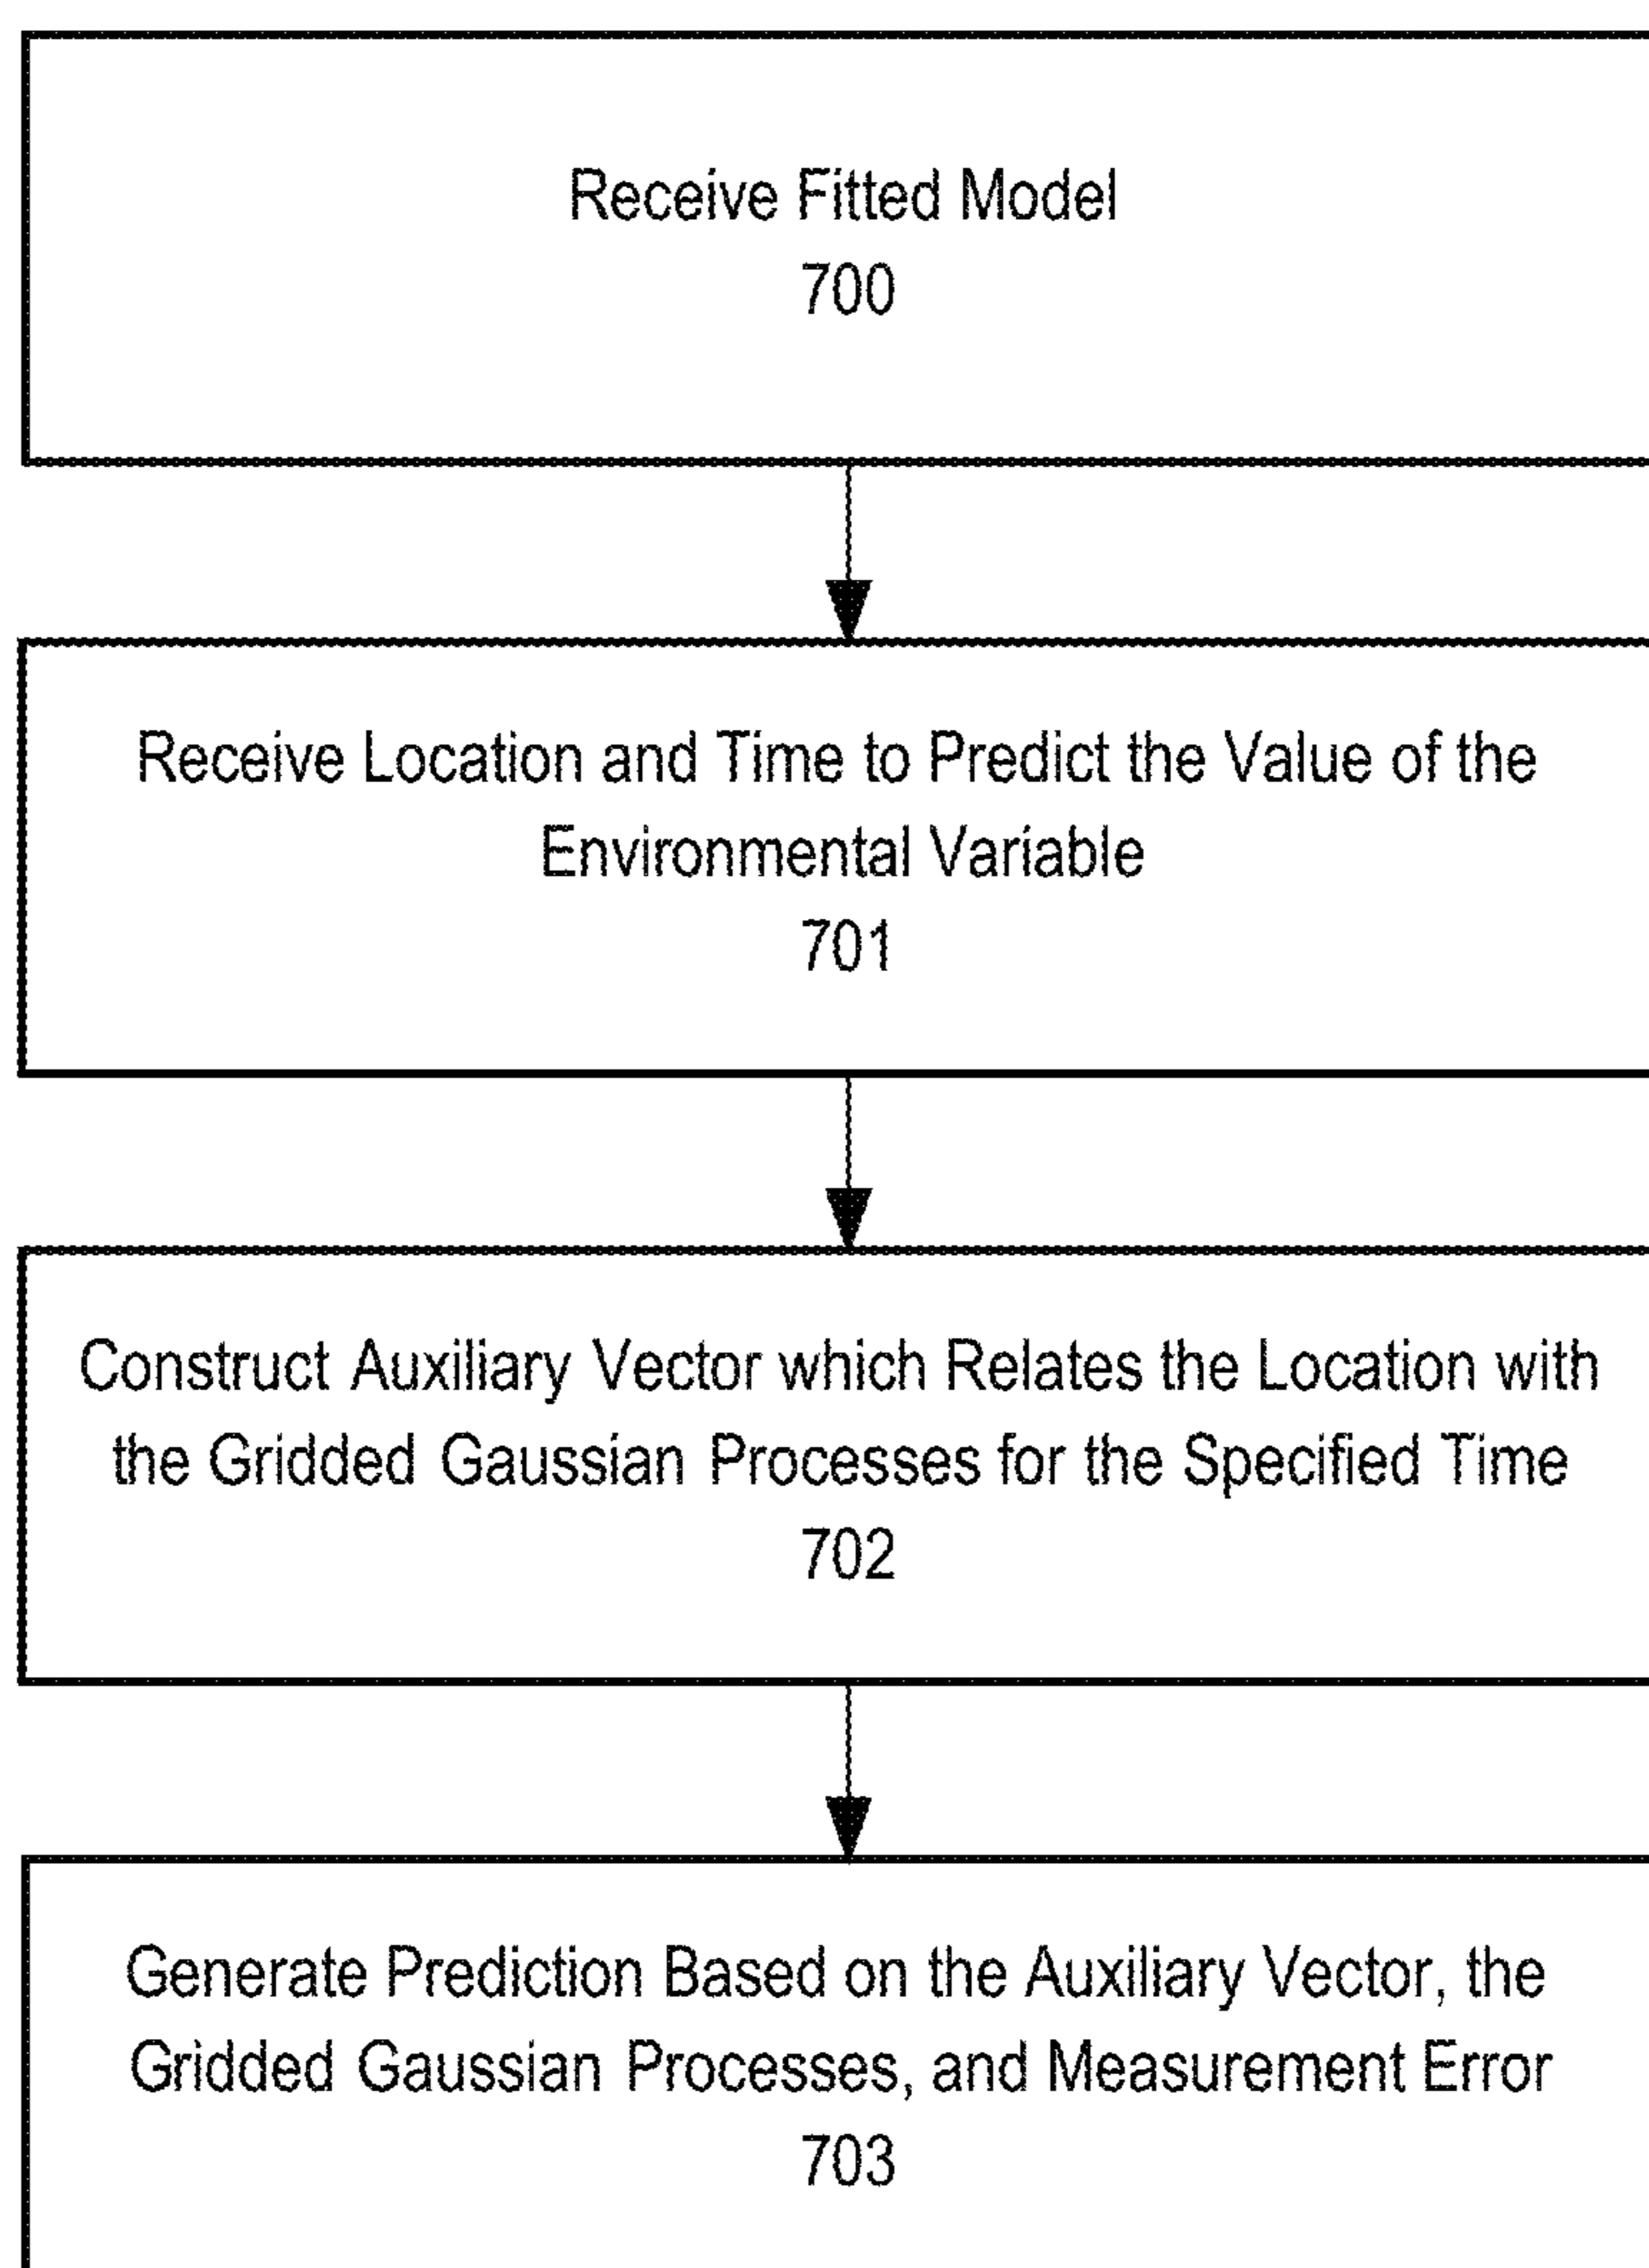 Receive Fitted Model
700
Receive Location and Time to Predict the Value of the
Environmental Variable
701
Construct Auxiliary Vector which Relates the Location with
the Gridded Gaussian Processes for the Specified Time
702
Generate Prediction Based on the Auxiliary Vector, the
Gridded Gaussian Processes, and Measurement Error
703